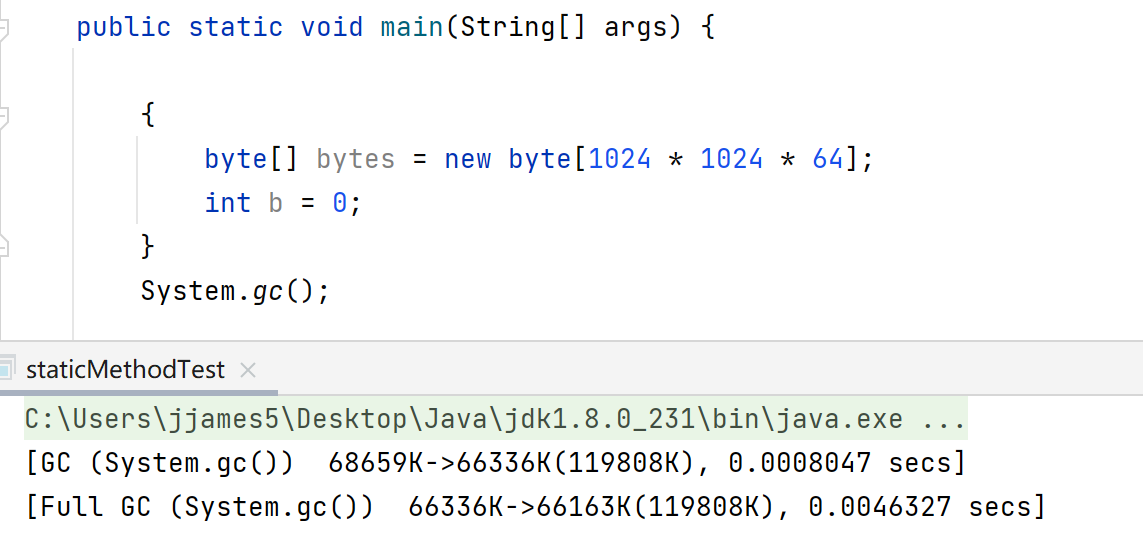 public static void main(String[] args) {
{
byte[] bytes = new byte[1024 * 1024 * 64];
int b = 0;
}
System.gc();
staticMethodTest ×
C:\Users\jjames5\Desktop\Java\jdk1.8.0_231\bin\java.exe ...
[GC (System.gc())  68659K->66336K(119808K), 0.0008047 secs]
[Full GC (System.gc())  66336K->66163K(119808K), 0.0046327 secs]